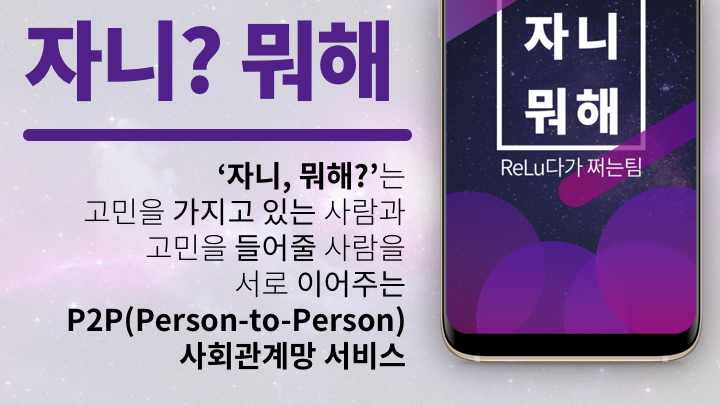 자니? 뭐해
‘자니, 뭐해?’는
고민을 가지고 있는 사람과
고민을 들어줄 사람을
서로 이어주는
P2P(Person-to-Person)
사회관계망 서비스
자니
뭐해
ReLu다가 쩌는팀